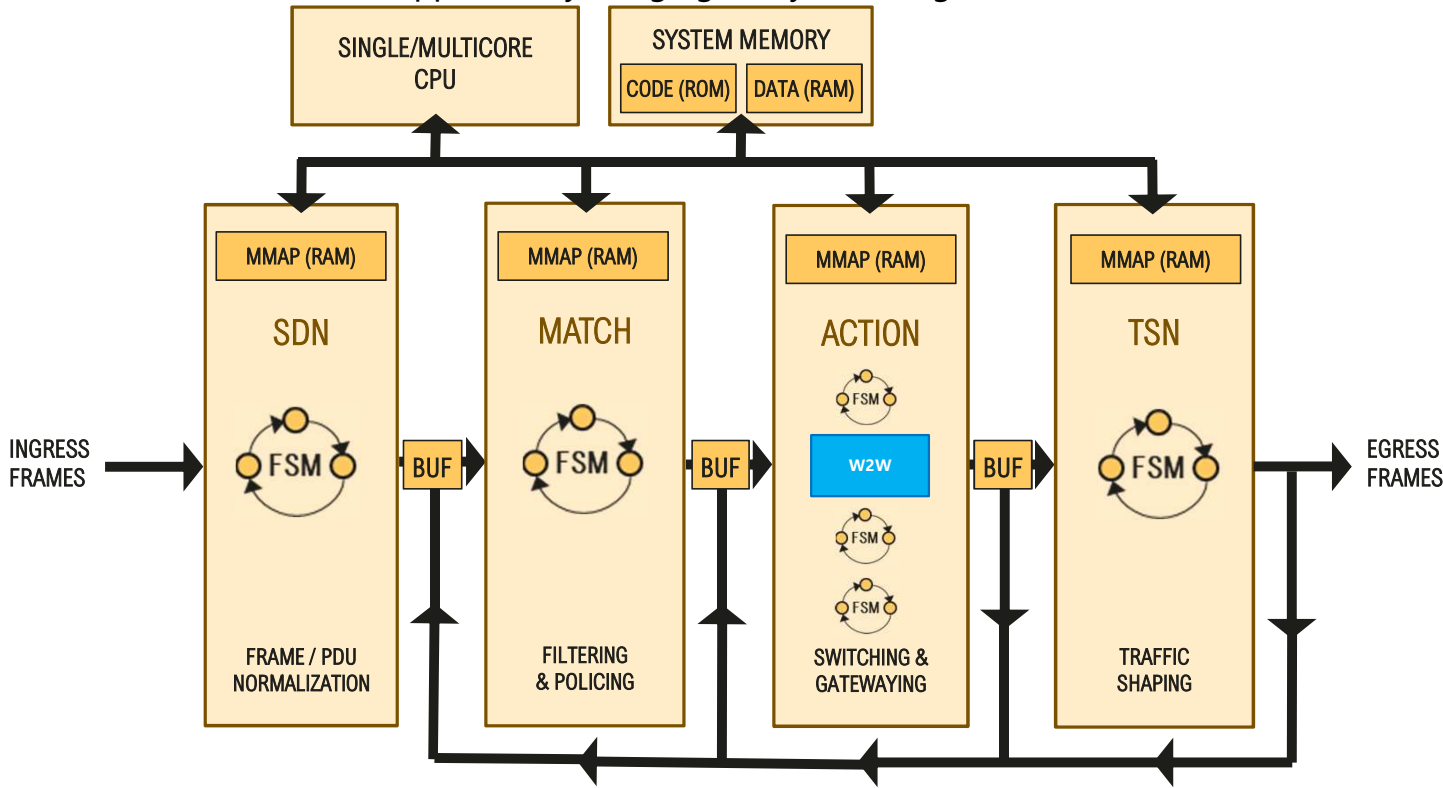 SINGLE/MULTICORE
CPU
SYSTEM MEMORY
CODE (ROM)
DATA (RAM)
MMAP (RAM)
MMAP (RAM)
MMAP (RAM)
MMAP (RAM)
SDN
MATCH
ACTION
TSN
FSM
INGRESS
FRAMES
FSM
BUF
FSM
BUF
W2W
BUF
FSM
EGRESS
FRAMES
FSM
FSM
FRAME / PDU
NORMALIZATION
FILTERING
& POLICING
SWITCHING &
GATEWAYING
TRAFFIC
SHAPING